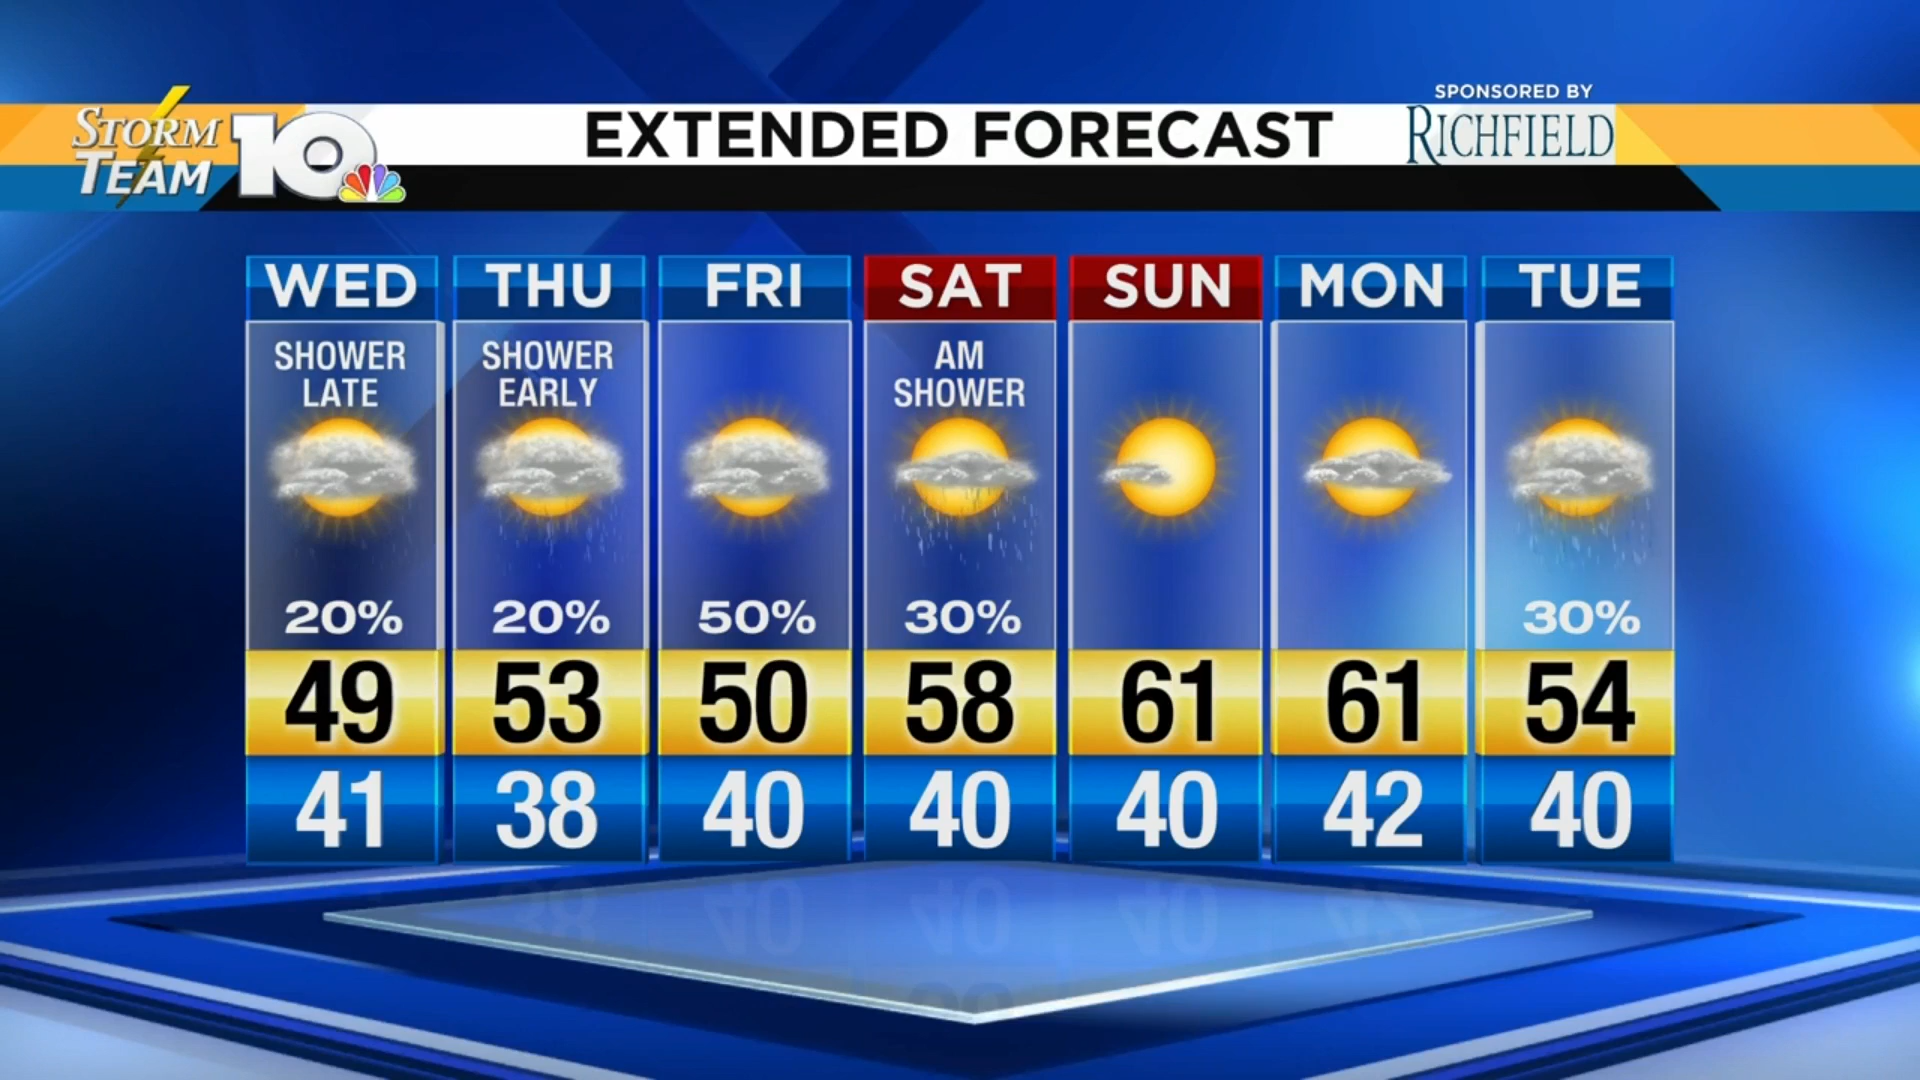 SPONSORED BY
STORM
TEAM
10
EXTENDED FORECAST
RICHFIELD
WED THU FRI SAT SUN MON TUE
SHOWER LATE
SHOWER EARLY
AM SHOWER
20% 20% 50% 30% 30%
49 53 50 58 61 61 54
41 38 40 40 40 42 40